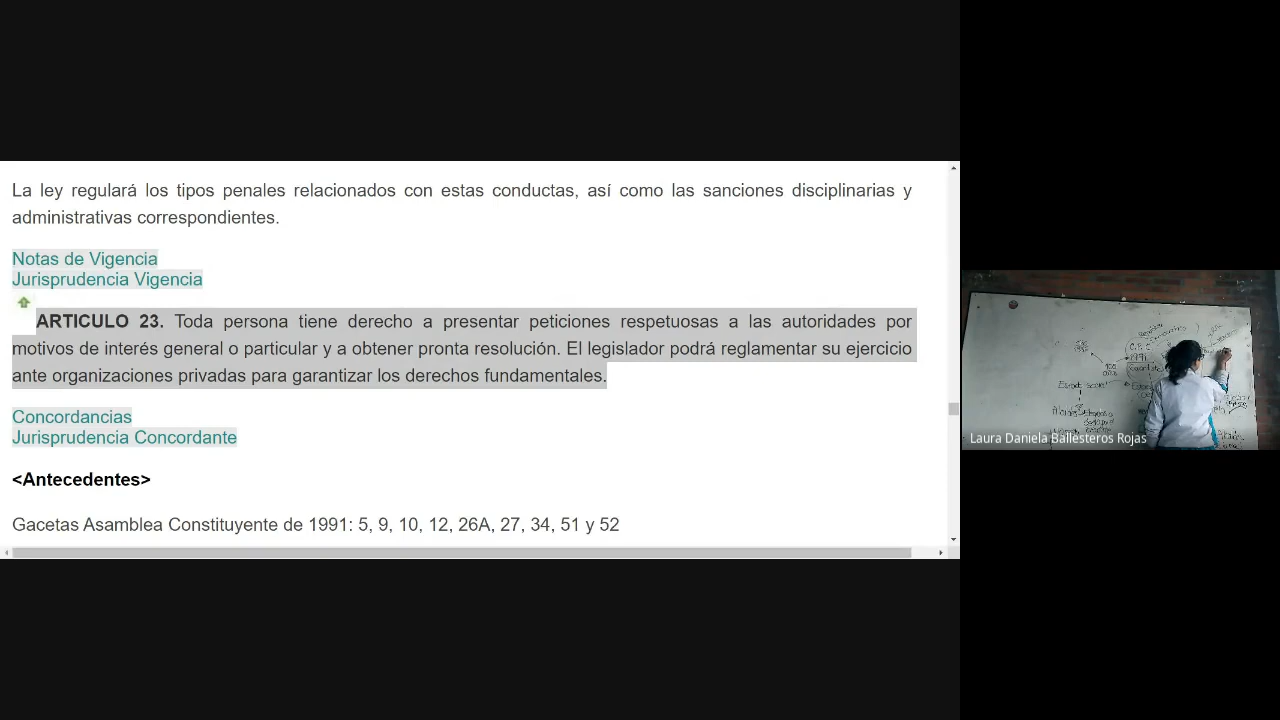 La ley regulará los tipos penales relacionados con estas conductas, así como las sanciones disciplinarias y
administrativas correspondientes.
Notas de Vigencia
Jurisprudencia Vigencia
ARTICULO 23. Toda persona tiene derecho a presentar peticiones respetuosas a las autoridades por
motivos de interés general o particular y a obtener pronta resolución. El legislador podrá reglamentar su ejercicio
ante organizaciones privadas para garantizar los derechos fundamentales.
Concordancias
Jurisprudencia Concordante
<Antecedentes>
Gacetas Asamblea Constituyente de 1991: 5, 9, 10, 12, 26A, 27, 34, 51 y 52
1991
Laura Daniela Ballesteros Rojas